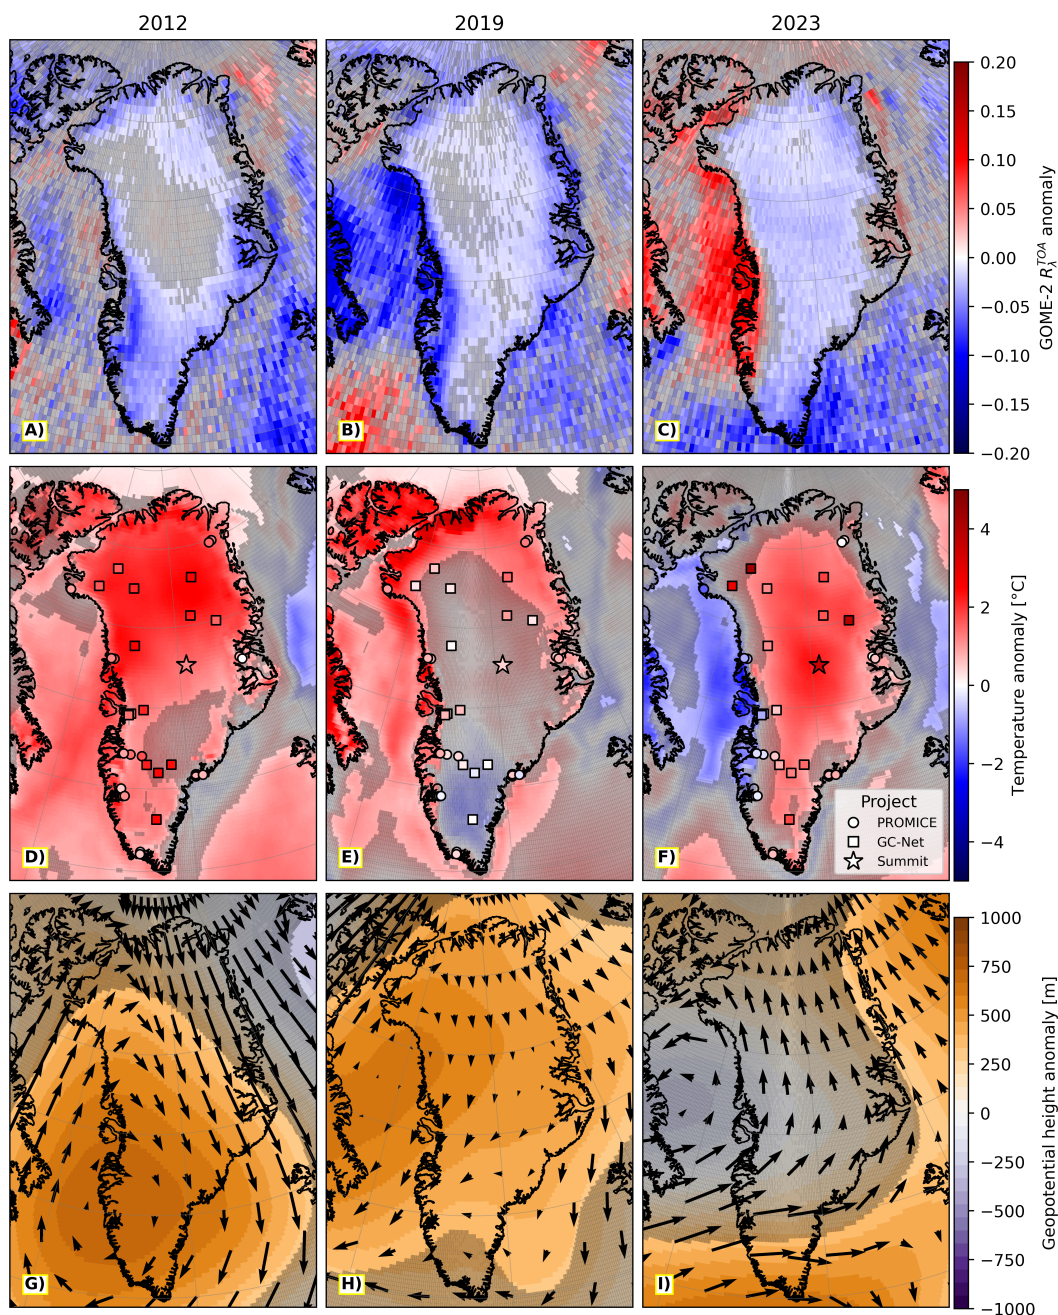 2012 2019 2023
A) B) C)
0.20
0.15
0.10
0.05
0.00
−0.05
−0.10
−0.15
−0.20
GOME-2 R_λ^TOA anomaly
D) E) F)
Project
PROMICE
GC-Net
Summit
4
2
0
−2
−4
Temperature anomaly [°C]
G) H) I)
1000
750
500
250
0
−250
−500
−750
−1000
Geopotential height anomaly [m]